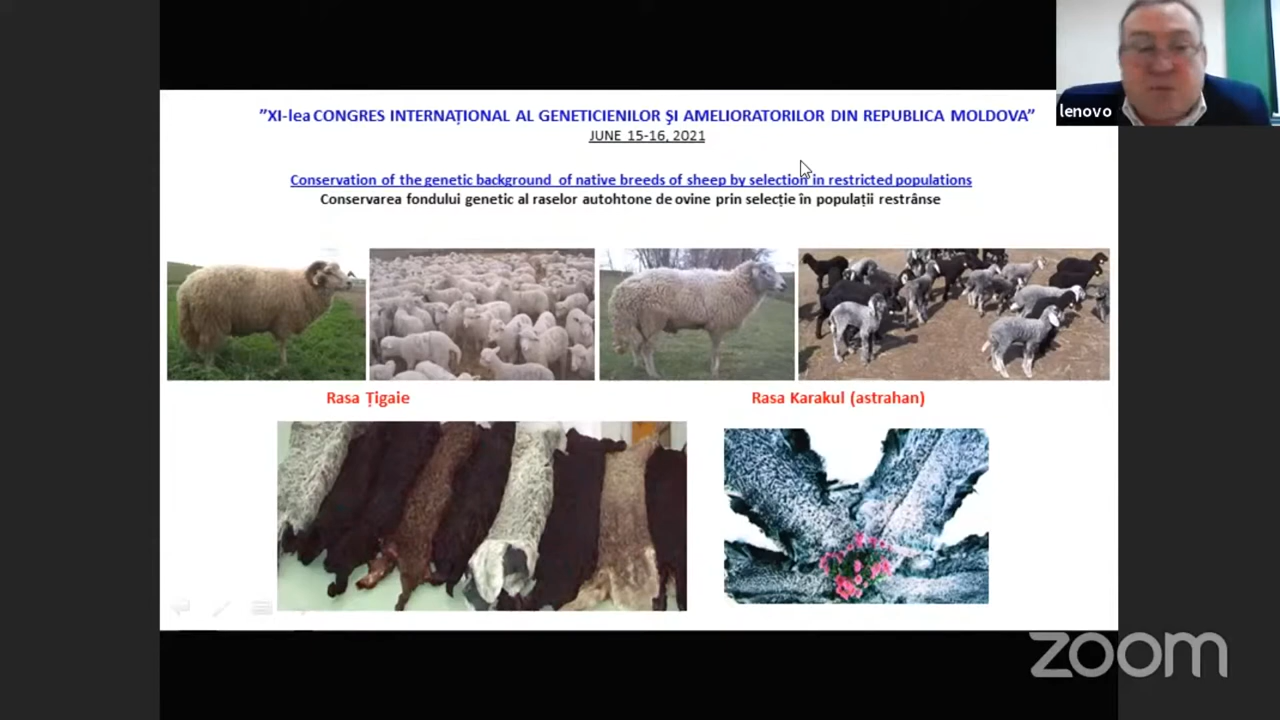 ”XI-lea CONGRES INTERNAȚIONAL AL GENETICIENILOR ŞI AMELIORATORILOR DIN REPUBLICA MOLDOVA”
JUNE 15-16, 2021
Conservation of the genetic background of native breeds of sheep by selection in restricted populations
Conservarea fondului genetic al raselor autohtone de ovine prin selecție în populații restrânse
Rasa Țigaie
Rasa Karakul (astrahan)
lenovo
zoom